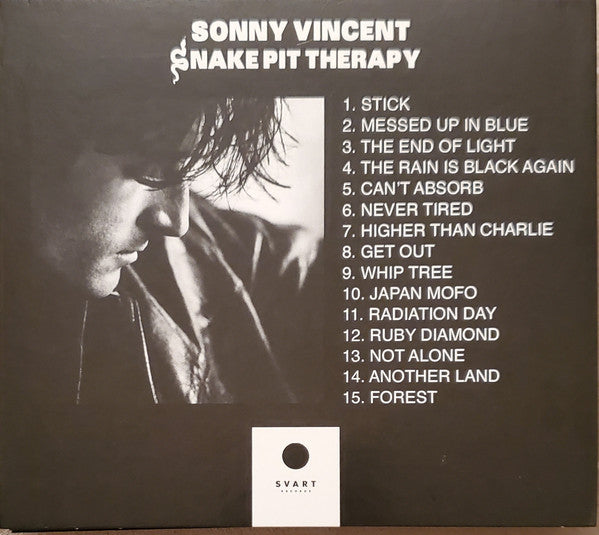 SONNY VINCENT
SNAKE PIT THERAPY
1. STICK
2. MESSED UP IN BLUE
3. THE END OF LIGHT
4. THE RAIN IS BLACK AGAIN
5. CAN'T ABSORB
6. NEVER TIRED
7. HIGHER THAN CHARLIE
8. GET OUT
9. WHIP TREE
10. JAPAN MOFO
11. RADIATION DAY
12. RUBY DIAMOND
13. NOT ALONE
14. ANOTHER LAND
15. FOREST
SVART
RECORDS